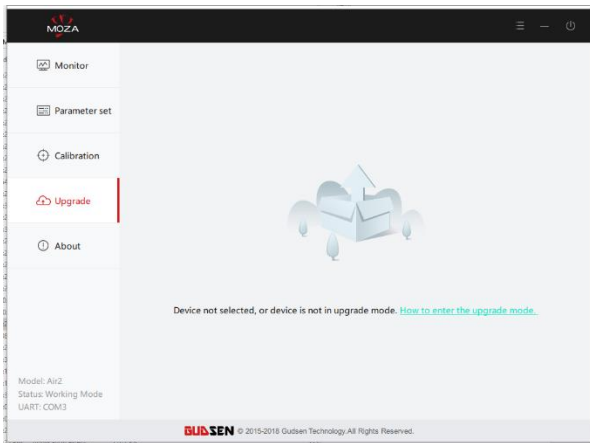 MOZA
Monitor
Parameter set
Calibration
Upgrade
About
Device not selected, or device is not in upgrade mode. How to enter the upgrade mode.
Model: Air2
Status: Working Mode
UART: COM3
GUDSEN © 2015-2018 Gudsen Technology.All Rights Reserved.